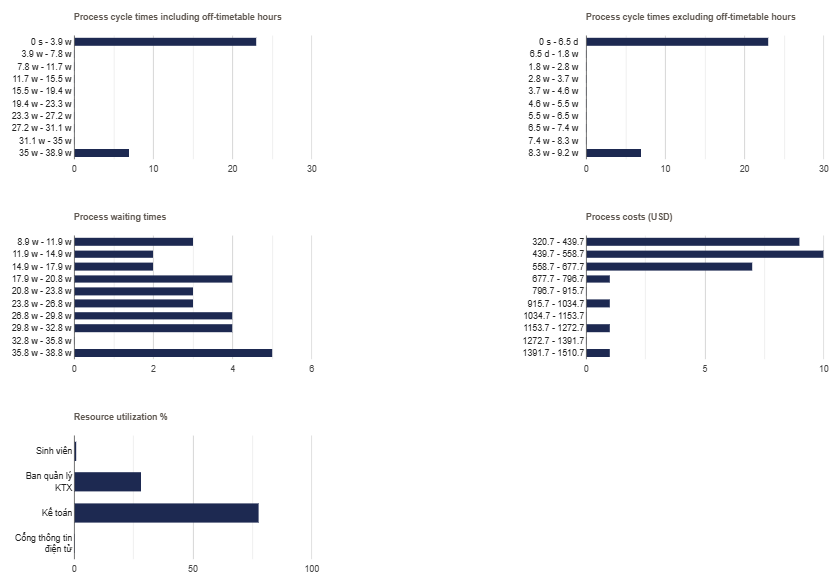 Process cycle times including off-timetable hours
0 s - 3.9 w
3.9 w - 7.8 w
7.8 w - 11.7 w
11.7 w - 15.5 w
15.5 w - 19.4 w
19.4 w - 23.3 w
23.3 w - 27.2 w
27.2 w - 31.1 w
31.1 w - 35 w
35 w - 38.9 w
0 10 20 30
Process cycle times excluding off-timetable hours
0 s - 6.5 d
6.5 d - 1.8 w
1.8 w - 2.8 w
2.8 w - 3.7 w
3.7 w - 4.6 w
4.6 w - 5.5 w
5.5 w - 6.5 w
6.5 w - 7.4 w
7.4 w - 8.3 w
8.3 w - 9.2 w
0 10 20 30
Process waiting times
8.9 w - 11.9 w
11.9 w - 14.9 w
14.9 w - 17.9 w
17.9 w - 20.8 w
20.8 w - 23.8 w
23.8 w - 26.8 w
26.8 w - 29.8 w
29.8 w - 32.8 w
32.8 w - 35.8 w
35.8 w - 38.8 w
0 2 4 6
Process costs (USD)
320.7 - 439.7
439.7 - 558.7
558.7 - 677.7
677.7 - 796.7
796.7 - 915.7
915.7 - 1034.7
1034.7 - 1153.7
1153.7 - 1272.7
1272.7 - 1391.7
1391.7 - 1510.7
0 5 10
Resource utilization %
Sinh viên
Ban quản lý
KTX
Kế toán
Cổng thông tin
điện tử
0 50 100